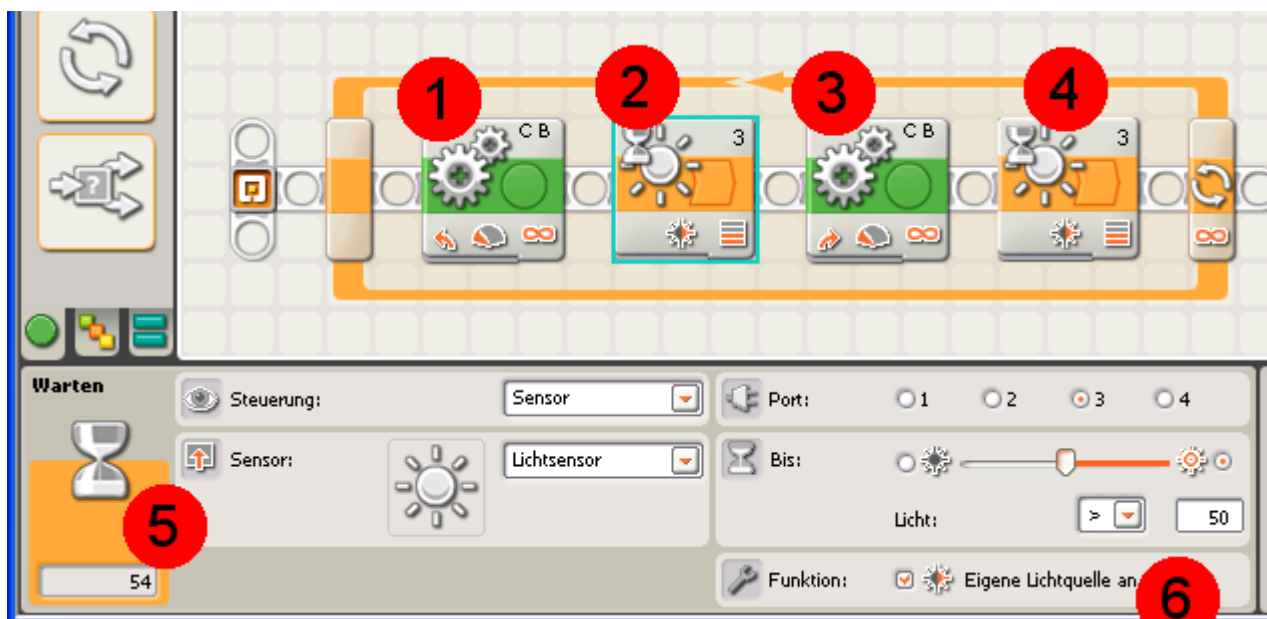 1 2 3 4
C B 3 C B 3
Warten
Steuerung: Sensor
Port: 1 2 3 4
Sensor: Lichtsensor
Bis:
Licht: > 50
5
54
Funktion: Eigene Lichtquelle an
6